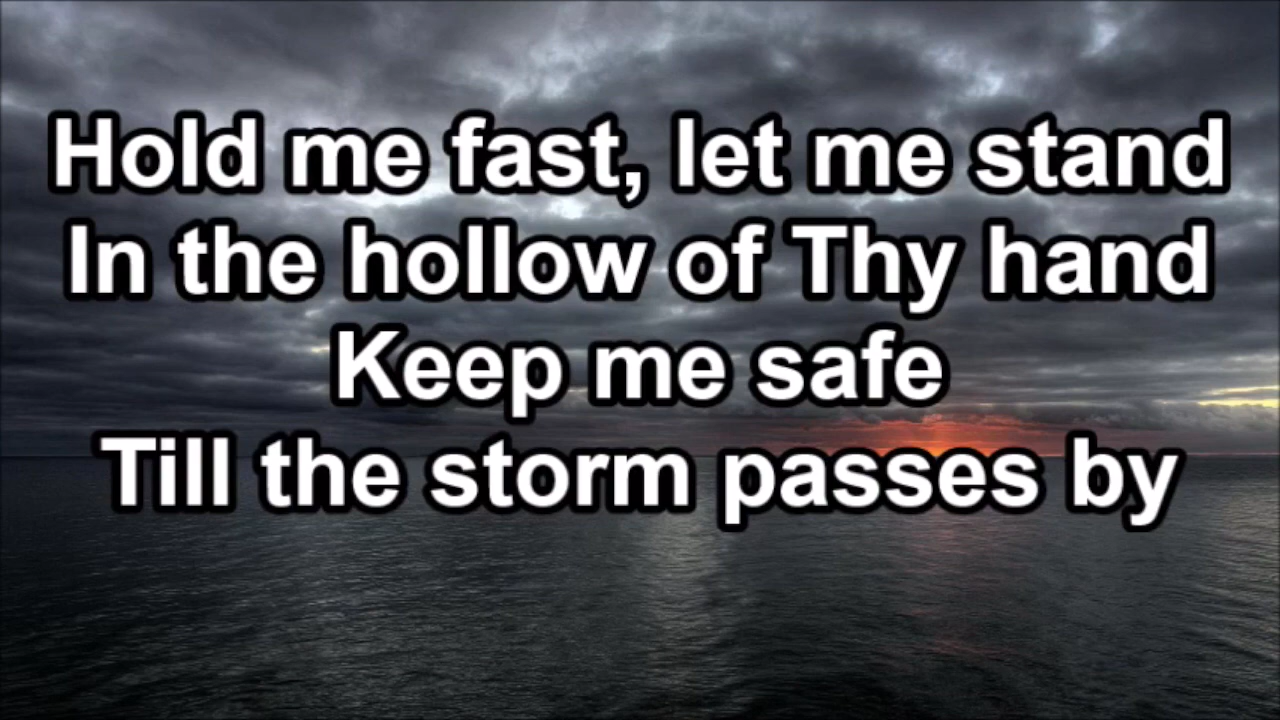 Hold me fast, let me stand
In the hollow of Thy hand
Keep me safe
Till the storm passes by